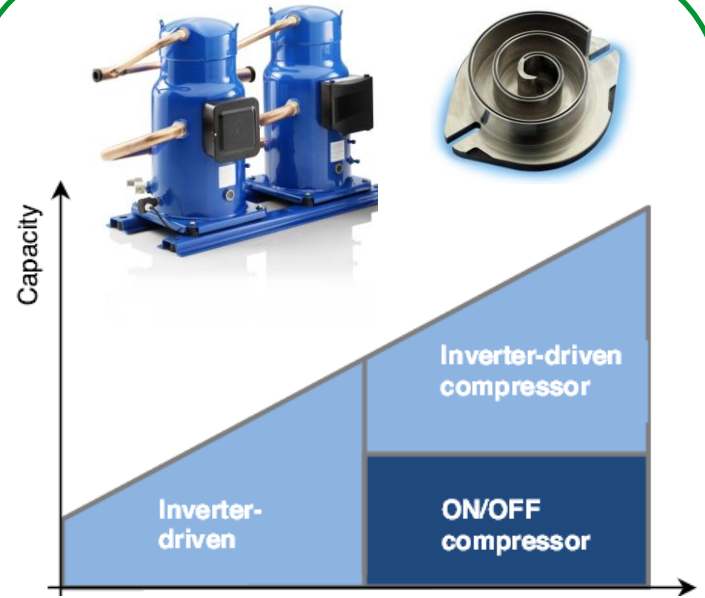 Capacity
Inverter-driven
compressor
Inverter-
driven
ON/OFF
compressor